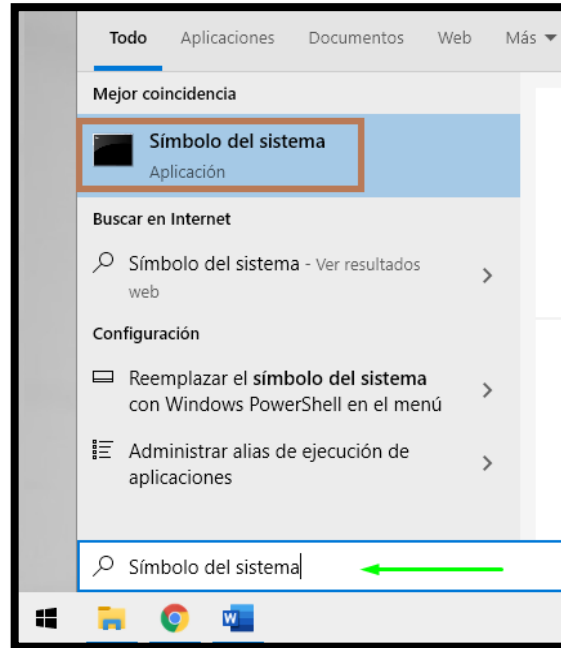 Todo Aplicaciones Documentos Web Más
Mejor coincidencia
Símbolo del sistema
Aplicación
Buscar en Internet
Símbolo del sistema - Ver resultados
web
Configuración
Reemplazar el símbolo del sistema
con Windows PowerShell en el menú
Administrar alias de ejecución de
aplicaciones
Símbolo del sistema
W